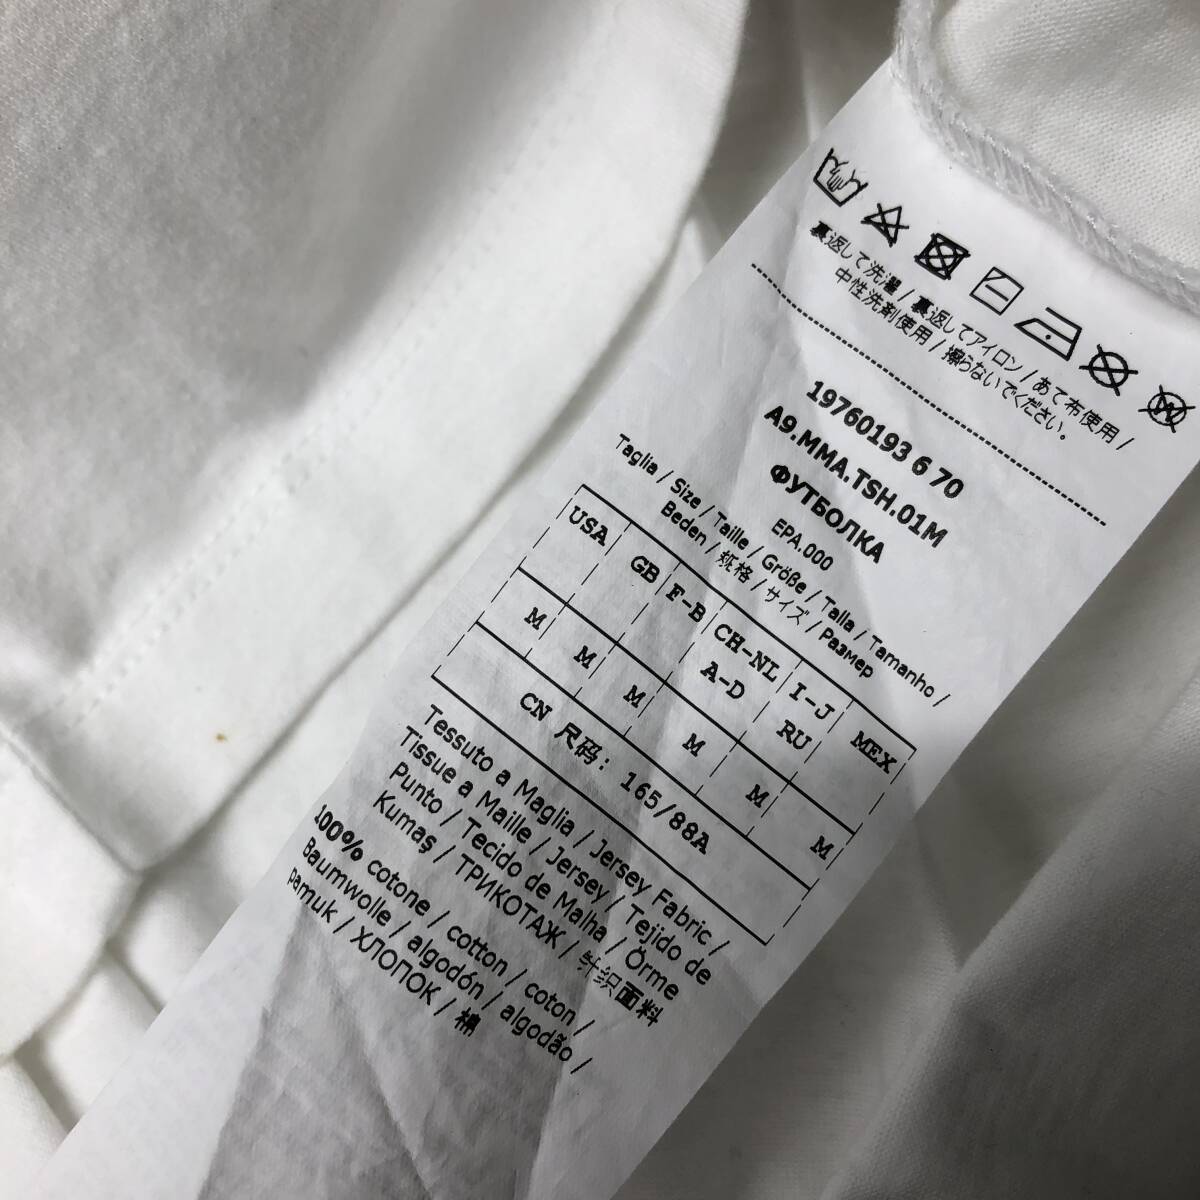 裏返して洗濯 / 裏返してアイロン / あて布使用 /
中性洗剤使用 / 擦らないでください。
19760193 6 70
A9.MMA.TSH.01M
ФУТБОЛКА
EPA.000
Taglia / Size / Taille / Größe / Talla / Tamanho /
Beden / 规格 / サイズ / Размер
USA GB F-B CH-NL I-J MEX
A-D RU
M M M M M M
CN 尺码: 165/88A
Tessuto a Maglia / Jersey Fabric /
Tissue a Maille / Jersey / Tejido de
Punto / Tecido de Malha / Örme
Kumaş / ТРИКОТАЖ / 针织面料
100% cotone / cotton / coton /
Baumwolle / algodón / algodão /
pamuk / ХЛОПОК / 棉